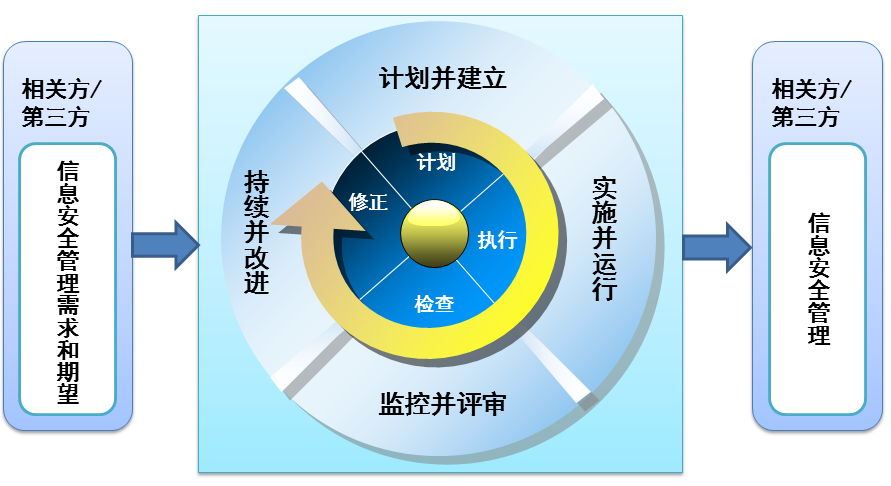 相关方/
第三方
信息安全管理需求和期望
计划并建立
实施并运行
监控并评审
持续并改进
计划
执行
检查
修正
相关方/
第三方
信息安全管理